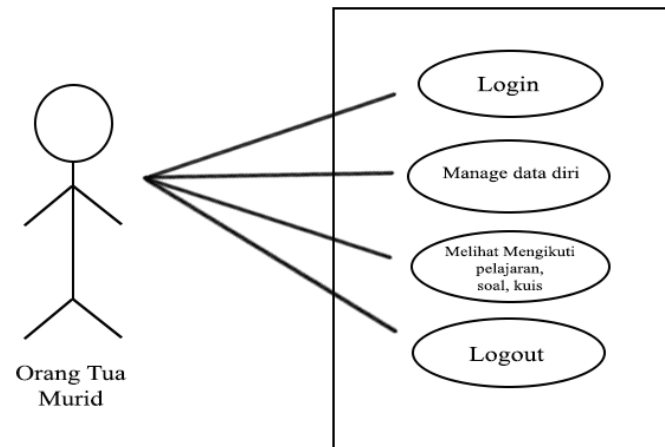 Login
Manage data diri
Melihat Mengikuti
pelajaran,
soal, kuis
Logout
Orang Tua
Murid